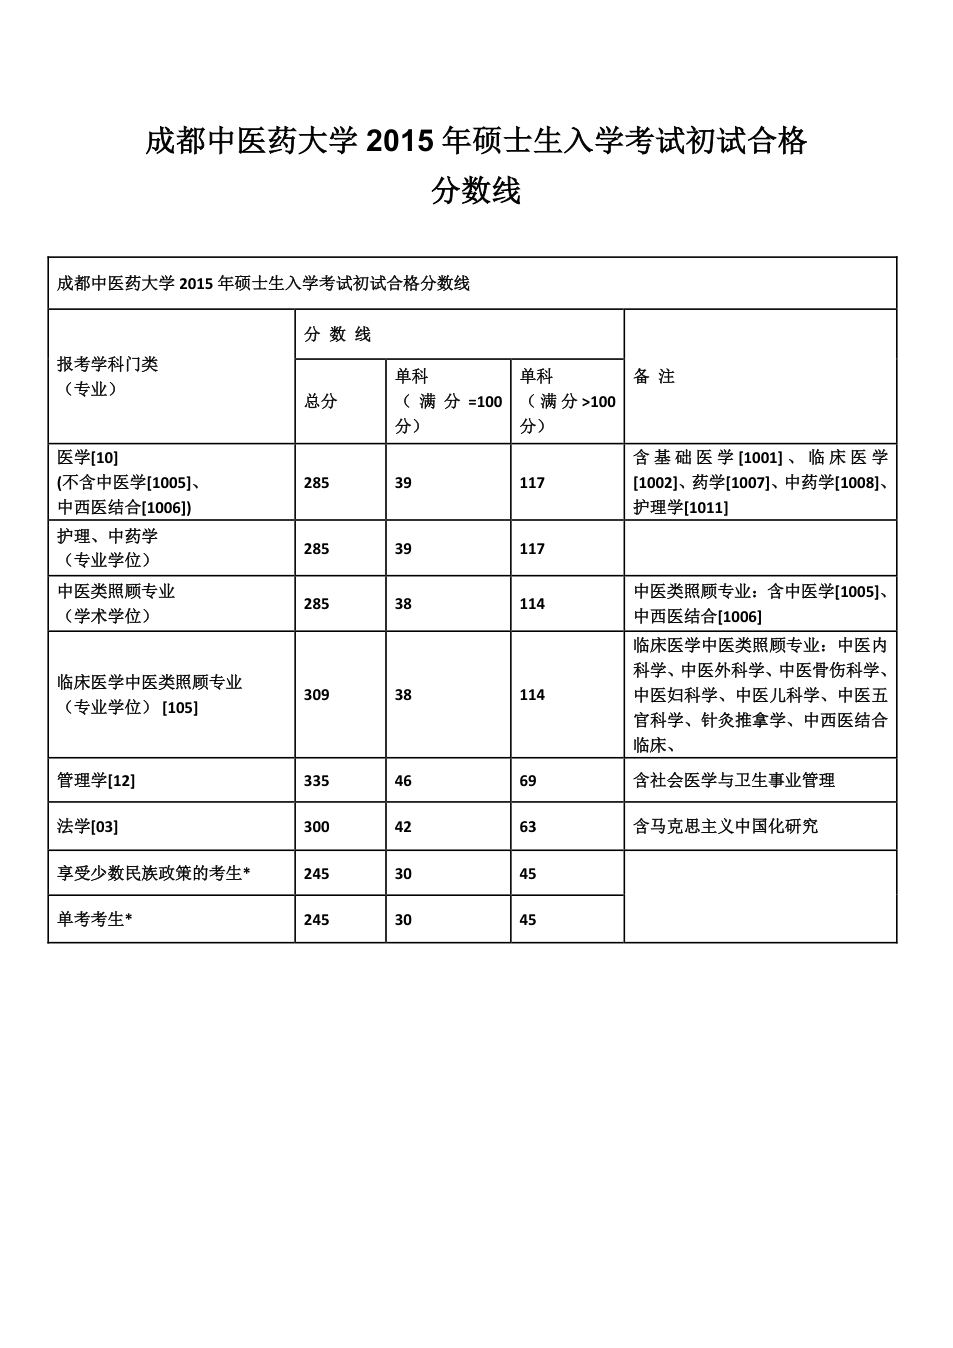 成都中医药大学 2015 年硕士生入学考试初试合格
分数线
成都中医药大学 2015 年硕士生入学考试初试合格分数线
报考学科门类
（专业）
分 数 线
备 注
总分
单科
（ 满 分 =100
分）
单科
（满分>100
分）
医学[10]
(不含中医学[1005]、
中西医结合[1006])
285
39
117
含基础医学[1001]、临床医学
[1002]、药学[1007]、中药学[1008]、
护理学[1011]
护理、中药学
（专业学位）
285
39
117
中医类照顾专业
（学术学位）
285
38
114
中医类照顾专业：含中医学[1005]、
中西医结合[1006]
临床医学中医类照顾专业
（专业学位） [105]
309
38
114
临床医学中医类照顾专业：中医内
科学、中医外科学、中医骨伤科学、
中医妇科学、中医儿科学、中医五
官科学、针灸推拿学、中西医结合
临床、
管理学[12]
335
46
69
含社会医学与卫生事业管理
法学[03]
300
42
63
含马克思主义中国化研究
享受少数民族政策的考生*
245
30
45
单考考生*
245
30
45